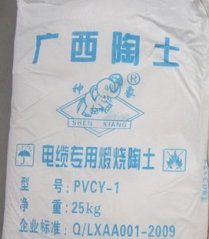 广西陶土
神象
®
SHEN XIANG
电缆专用煅烧陶土
型 号: PVCY-1
净 重: 25kg
企业标准: Q/LXAA001-2009